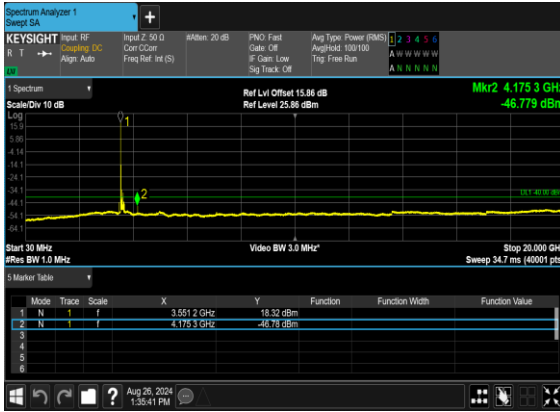 Spectrum Analyzer 1
Swept SA
+
KEYSIGHT
R T
Input: RF
Coupling: DC
Align: Auto
Input Z: 50 Ω
Corr CCorr
Freq Ref: Int (S)
#Atten: 20 dB
PNO: Fast
Gate: Off
IF Gain: Low
Sig Track: Off
Avg Type: Power (RMS)
Avg|Hold: 100/100
Trig: Free Run
1 2 3 4 5 6
A W W W W W
A N N N N N
1 Spectrum
Scale/Div 10 dB
Ref Lvl Offset 15.86 dB
Ref Level 25.86 dBm
Mkr2 4.175 3 GHz
-46.779 dBm
Log
15.9
5.86
-4.14
-14.1
-24.1
-34.1
-44.1
-54.1
-64.1
1
2
DL1 -40.00 dBm
Start 30 MHz
#Res BW 1.0 MHz
Video BW 3.0 MHz*
Stop 20.000 GH
Sweep 34.7 ms (40001 pts
5 Marker Table
Mode Trace Scale X Y Function Function Width Function Value
1 N 1 f 3.551 2 GHz 18.32 dBm
2 N 1 f 4.175 3 GHz -46.78 dBm
3
4
5
6
?
Aug 26, 2024
1:35:41 PM